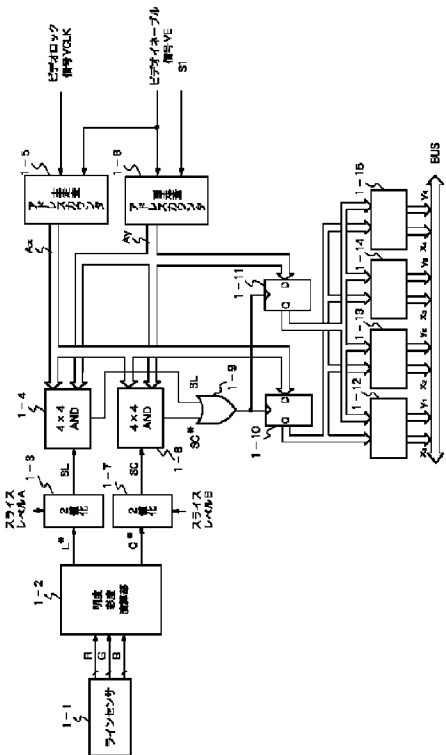 ラインセンサ
1-1
R
G
B
1-2
明度
彩度
演算部
L*
C*
スライス
レベルA
1-3
2値化
スライス
レベルB
1-7
2値化
SL
SC
1-4
4×4
AND
4×4
AND
1-8
SL
SC*
1-9
Ax
Ay
1-5
主走査
アドレスカウンタ
1-6
副走査
アドレスカウンタ
ビデオロック
信号VCLK
ビデオイネーブル
信号VE
S1
1-10
D
Q
1-11
D
Q
1-12
1-13
1-14
1-15
Y₁
X₂
Y₂
X₃
Y₃
X₄
Y₄
BUS